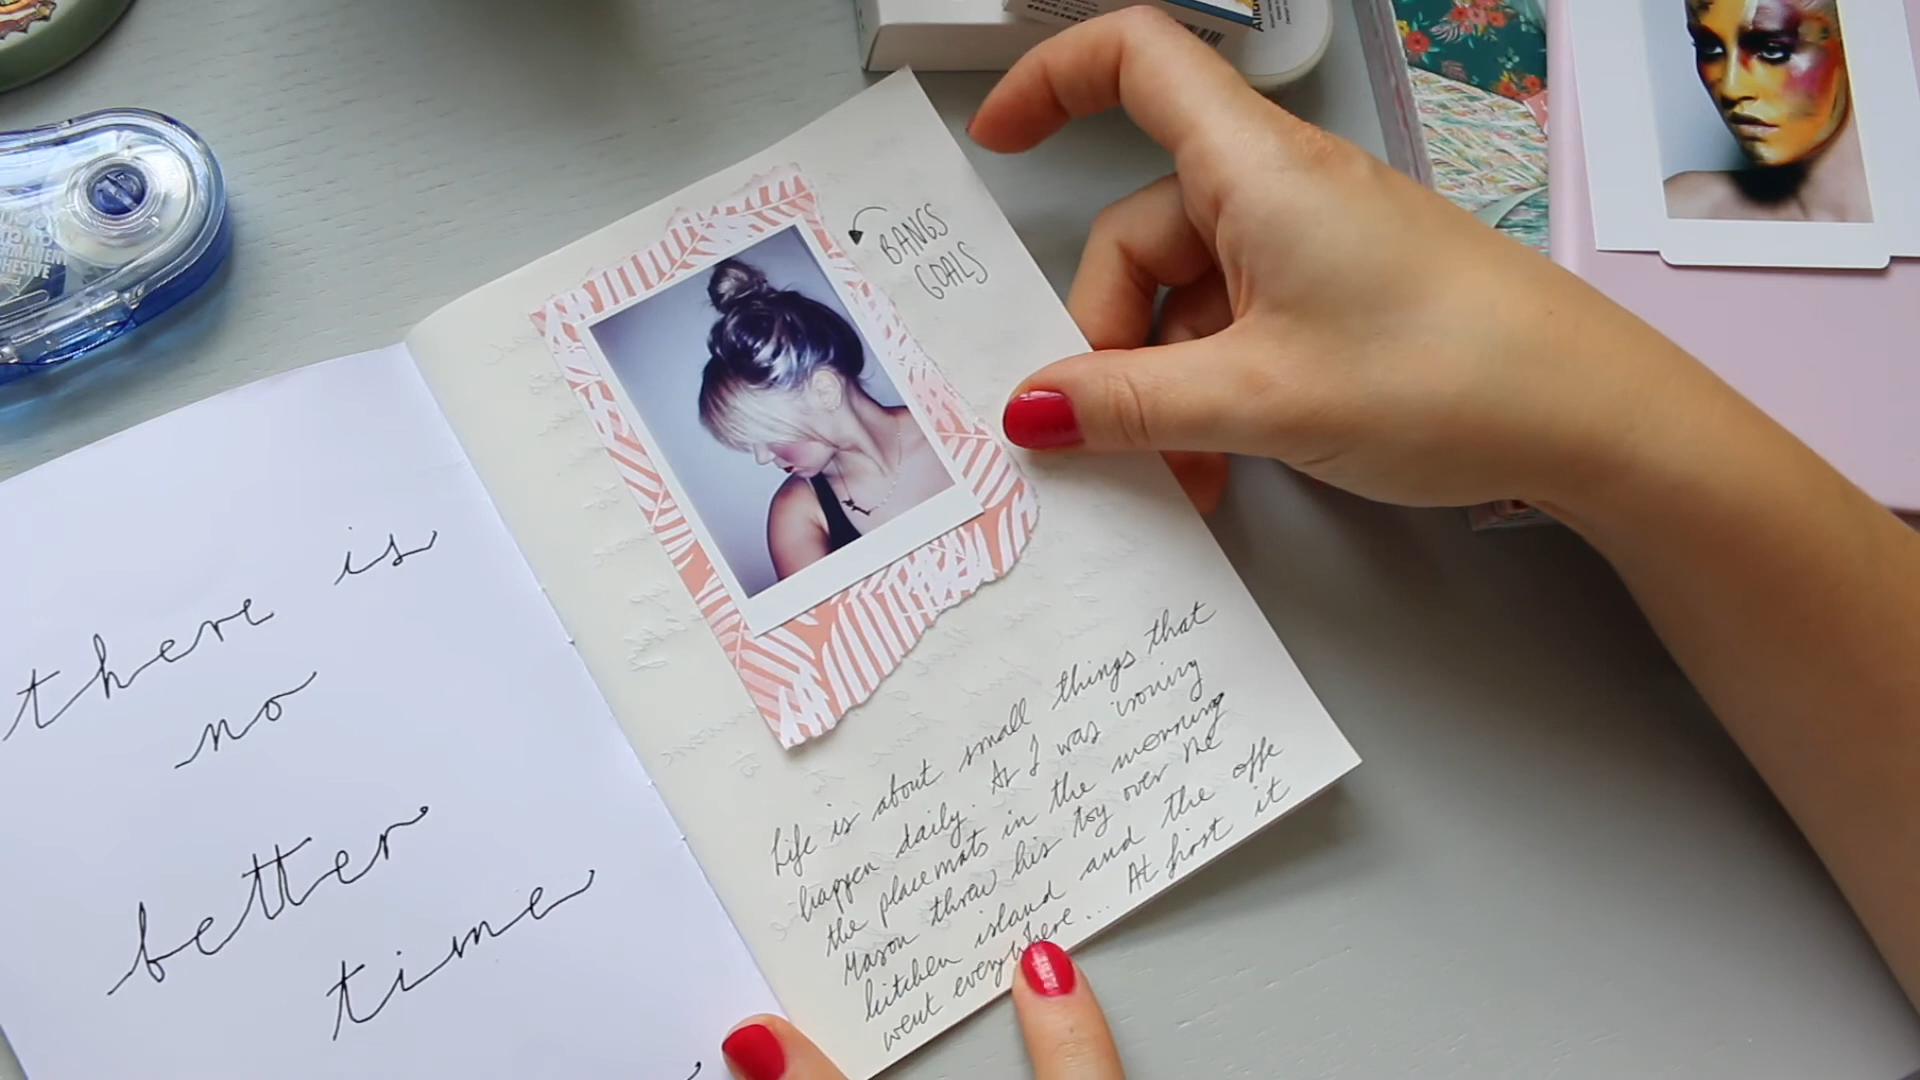 there is
no
better
time
BANGS
GOALS
Life is about small things that
happen daily. As I was ironing
the placemats in the morning
Mason threw his toy over the
kitchen island and the offe
went everywhere... At first it
PERMANENT
ADHESIVE